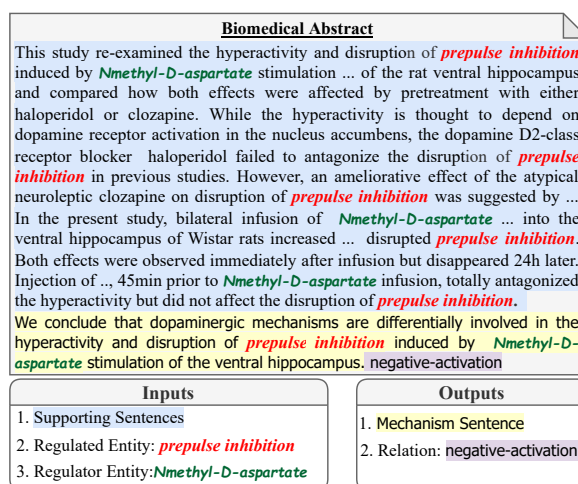 Biomedical Abstract
This study re-examined the hyperactivity and disruption of prepulse inhibition
induced by Nmethyl-D-aspartate stimulation ... of the rat ventral hippocampus
and compared how both effects were affected by pretreatment with either
haloperidol or clozapine. While the hyperactivity is thought to depend on
dopamine receptor activation in the nucleus accumbens, the dopamine D2-class
receptor blocker haloperidol failed to antagonize the disruption of prepulse
inhibition in previous studies. However, an ameliorative effect of the atypical
neuroleptic clozapine on disruption of prepulse inhibition was suggested by ...
In the present study, bilateral infusion of Nmethyl-D-aspartate ... into the
ventral hippocampus of Wistar rats increased ... disrupted prepulse inhibition.
Both effects were observed immediately after infusion but disappeared 24h later.
Injection of .., 45min prior to Nmethyl-D-aspartate infusion, totally antagonized
the hyperactivity but did not affect the disruption of prepulse inhibition.
We conclude that dopaminergic mechanisms are differentially involved in the
hyperactivity and disruption of prepulse inhibition induced by Nmethyl-D-
aspartate stimulation of the ventral hippocampus. negative-activation
Inputs
1. Supporting Sentences
2. Regulated Entity: prepulse inhibition
3. Regulator Entity:Nmethyl-D-aspartate
Outputs
1. Mechanism Sentence
2. Relation: negative-activation